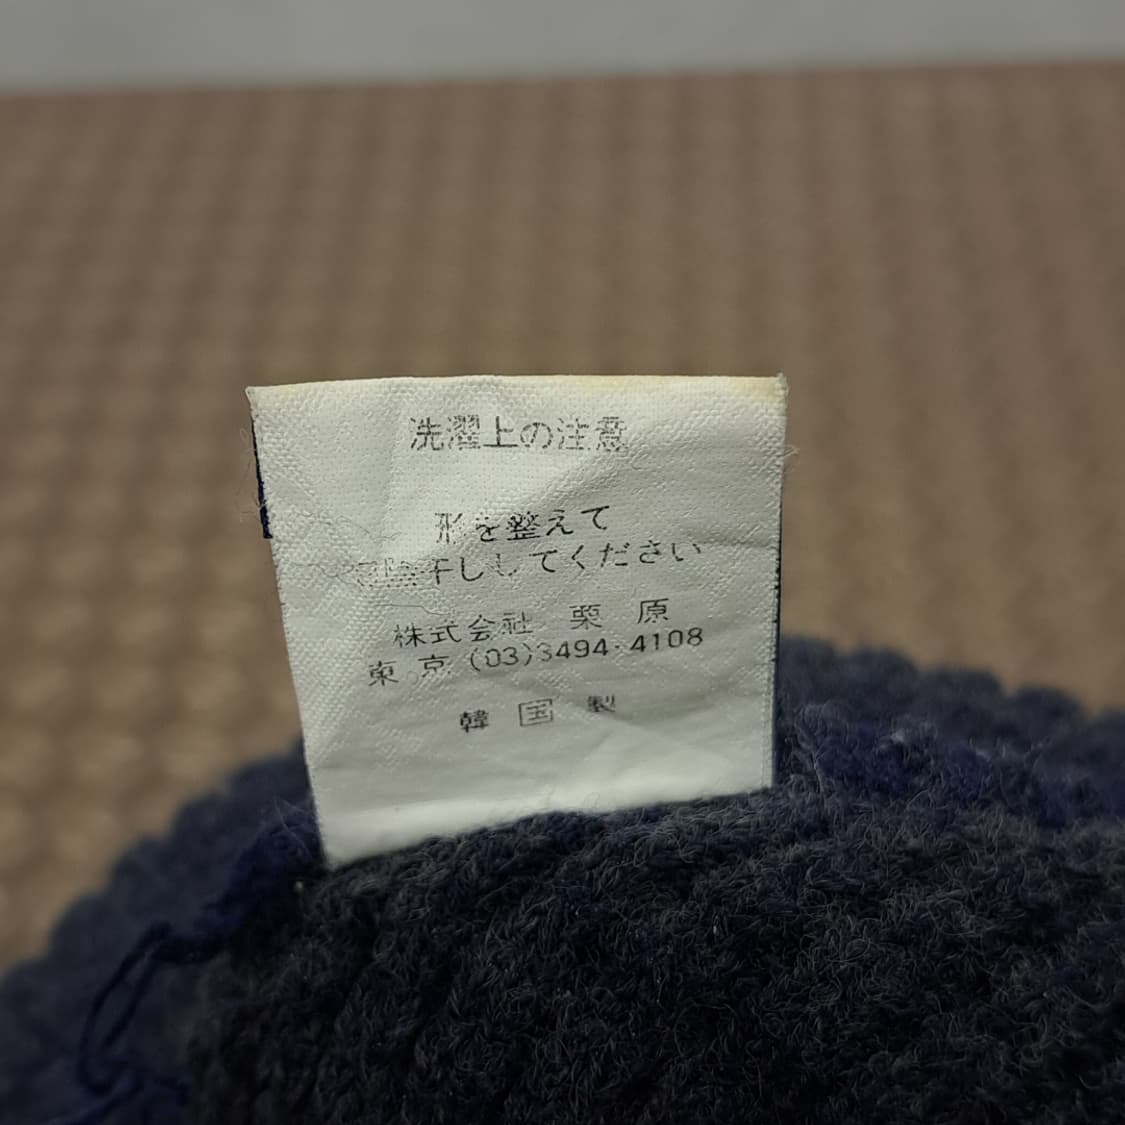 洗濯上の注意
形を整えて
陰干ししてください
株式会社 栗原
東京 (03)3494-4108
韓国製